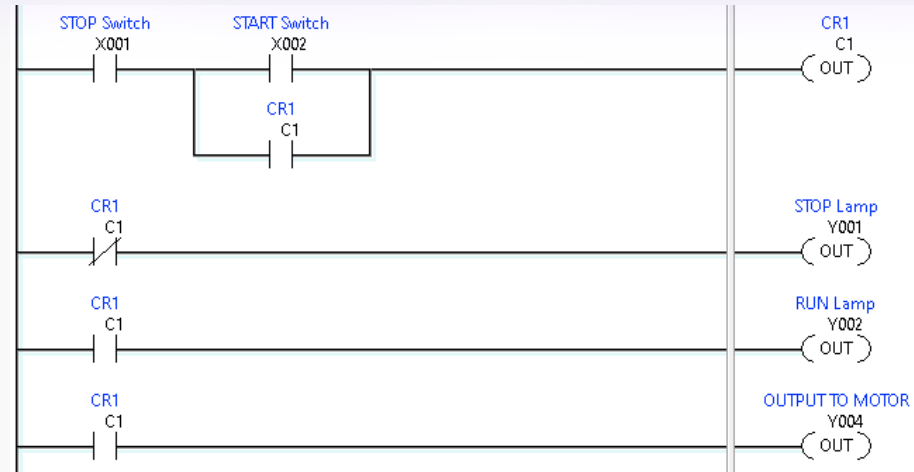 STOP Switch
X001
START Switch
X002
CR1
C1
OUT
CR1
C1
CR1
C1
STOP Lamp
Y001
OUT
CR1
C1
RUN Lamp
Y002
OUT
CR1
C1
OUTPUT TO MOTOR
Y004
OUT